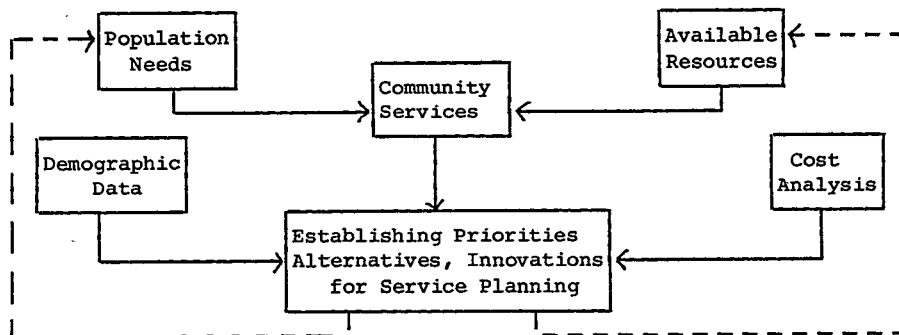 Population
Needs
Available
Resources
Community
Services
Demographic
Data
Cost
Analysis
Establishing Priorities
Alternatives, Innovations
for Service Planning